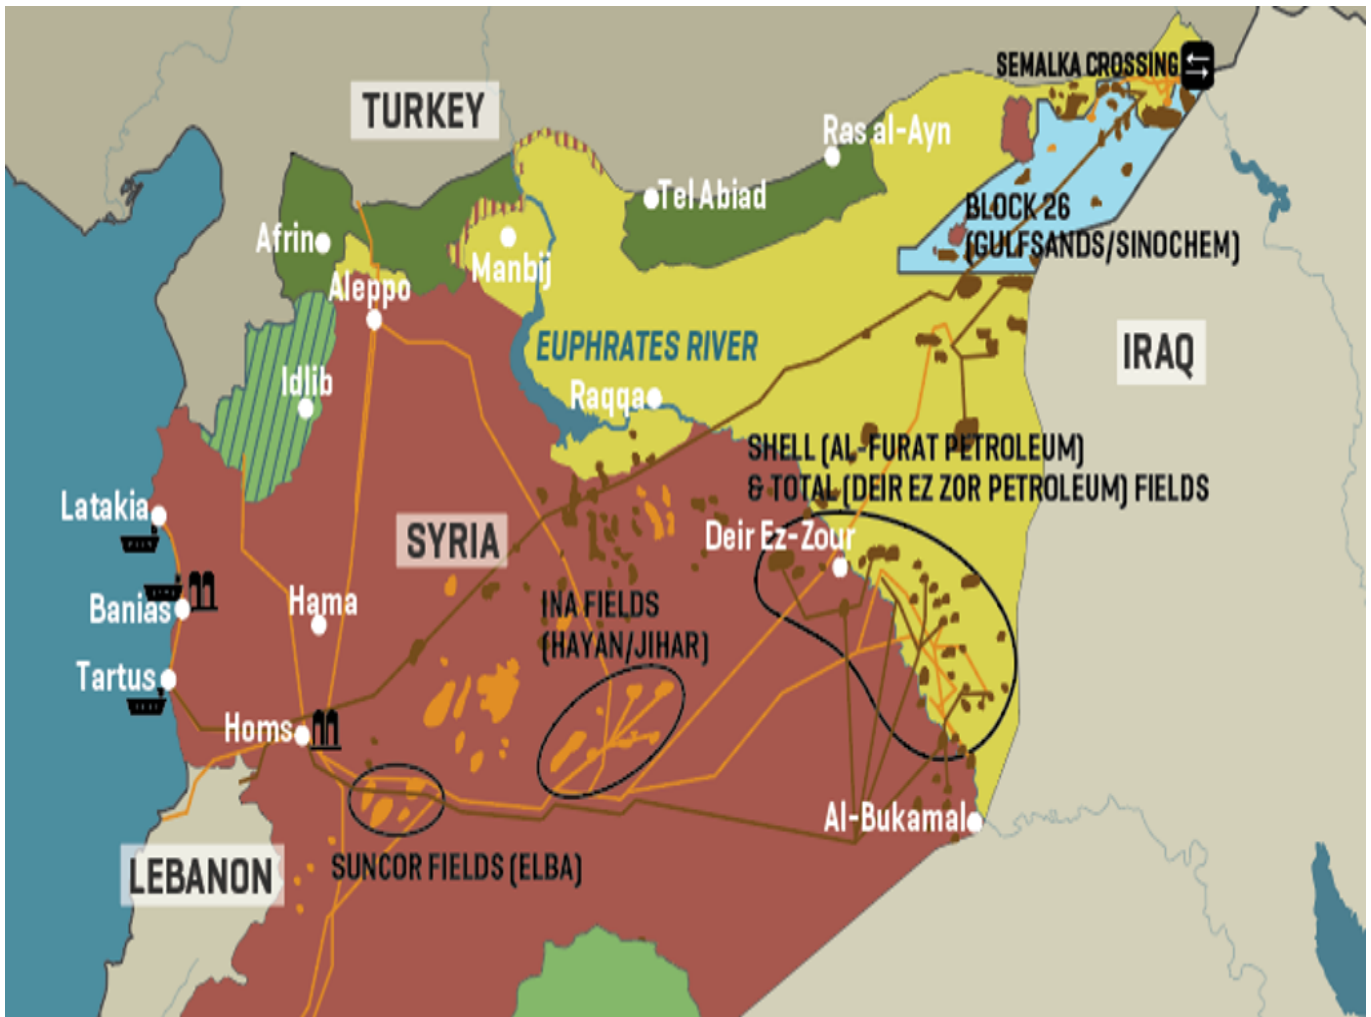 SEMALKA CROSSING
TURKEY
Ras al-Ayn
Tel Abiad
BLOCK 26
(GULFSANDS/SINOCHEM)
Afrin
Manbij
Aleppo
EUPHRATES RIVER
IRAQ
Idlib
Raqqa
SHELL (AL-FURAT PETROLEUM)
& TOTAL (DEIR EZ ZOR PETROLEUM) FIELDS
Latakia
SYRIA
Deir Ez-Zour
Banias
Hama
INA FIELDS
(HAYAN/JIHAR)
Tartus
Homs
Al-Bukamal
LEBANON
SUNCOR FIELDS (ELBA)